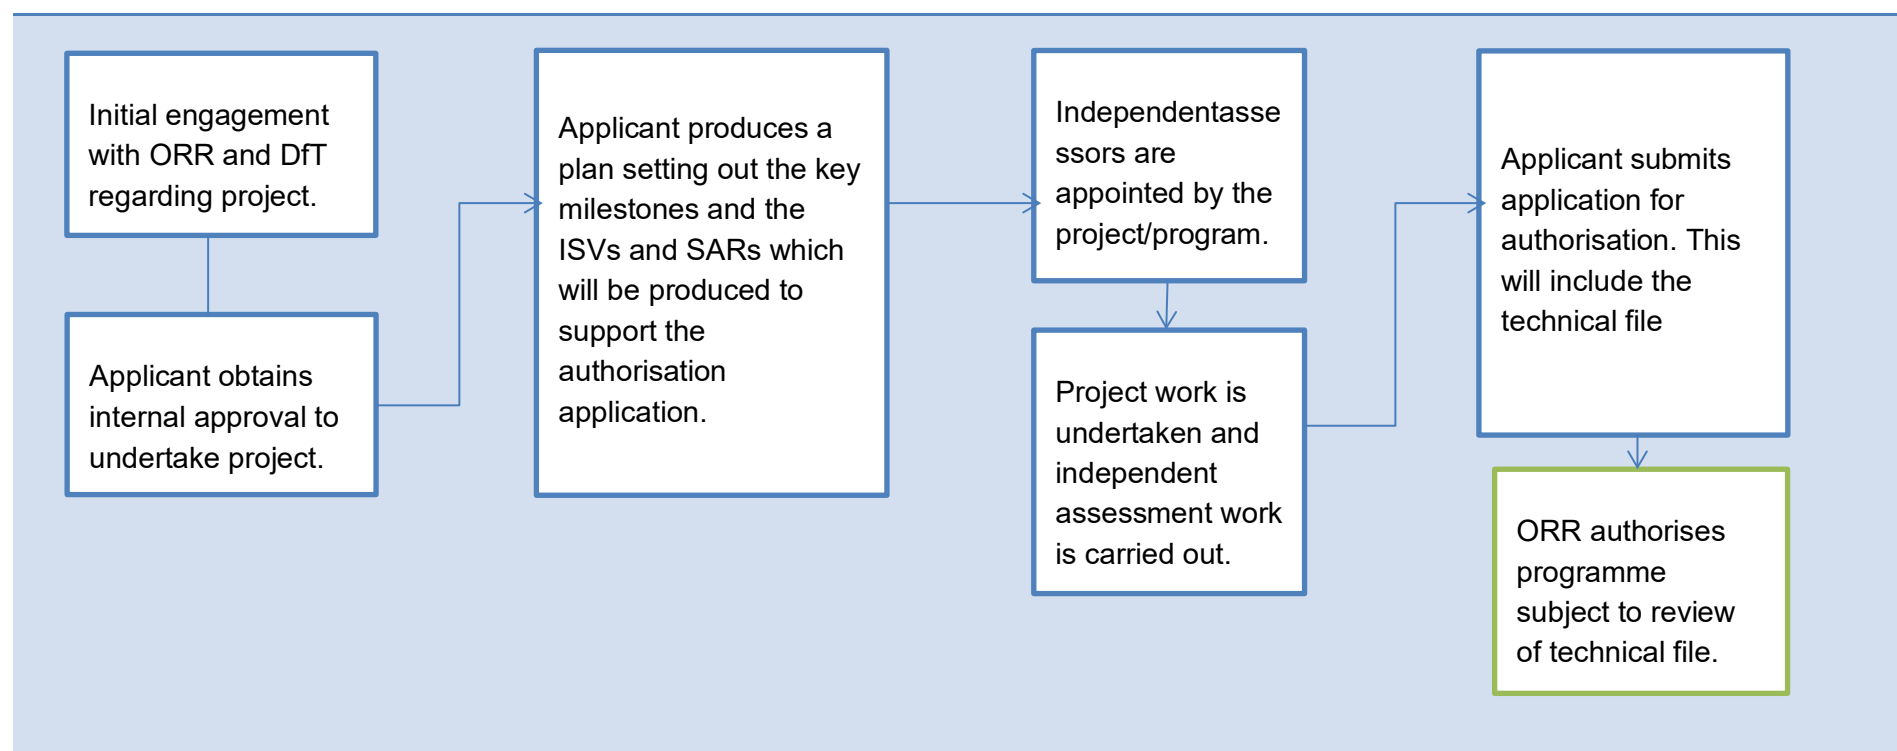 Initial engagement
with ORR and DfT
regarding project.
Applicant obtains
internal approval to
undertake project.
Applicant produces a
plan setting out the key
milestones and the
ISVs and SARs which
will be produced to
support the
authorisation
application.
Independentasse
ssors are
appointed by the
project/program.
Project work is
undertaken and
independent
assessment work
is carried out.
Applicant submits
application for
authorisation. This
will include the
technical file
ORR authorises
programme
subject to review
of technical file.